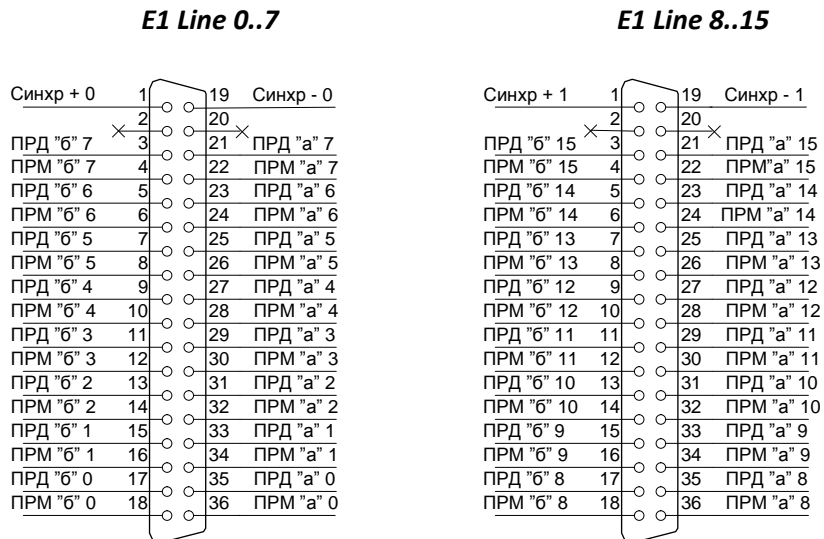 E1 Line 0..7 E1 Line 8..15
Синхр + 0 1 19 Синхр - 0 Синхр + 1 1 19 Синхр - 1
2 20 2 20
ПРД "б" 7 3 21 ПРД "а" 7 ПРД "б" 15 3 21 ПРД "а" 15
ПРМ "б" 7 4 22 ПРМ "а" 7 ПРМ "б" 15 4 22 ПРМ"а" 15
ПРД "б" 6 5 23 ПРД "а" 6 ПРД "б" 14 5 23 ПРД "а" 14
ПРМ "б" 6 6 24 ПРМ "а" 6 ПРМ "б" 14 6 24 ПРМ "а" 14
ПРД "б" 5 7 25 ПРД "а" 5 ПРД "б" 13 7 25 ПРД "а" 13
ПРМ "б" 5 8 26 ПРМ "а" 5 ПРМ "б" 13 8 26 ПРМ "а" 13
ПРД "б" 4 9 27 ПРД "а" 4 ПРД "б" 12 9 27 ПРД "а" 12
ПРМ "б" 4 10 28 ПРМ "а" 4 ПРМ "б" 12 10 28 ПРМ "а" 12
ПРД "б" 3 11 29 ПРД "а" 3 ПРД "б" 11 11 29 ПРД "а" 11
ПРМ "б" 3 12 30 ПРМ "а" 3 ПРМ "б" 11 12 30 ПРМ "а" 11
ПРД "б" 2 13 31 ПРД "а" 2 ПРД "б" 10 13 31 ПРД "а" 10
ПРМ "б" 2 14 32 ПРМ "а" 2 ПРМ "б" 10 14 32 ПРМ "а" 10
ПРД "б" 1 15 33 ПРД "а" 1 ПРД "б" 9 15 33 ПРД "а" 9
ПРМ "б" 1 16 34 ПРМ "а" 1 ПРМ "б" 9 16 34 ПРМ "а" 9
ПРД "б" 0 17 35 ПРД "а" 0 ПРД "б" 8 17 35 ПРД "а" 8
ПРМ "б" 0 18 36 ПРМ "а" 0 ПРМ "б" 8 18 36 ПРМ "а" 8